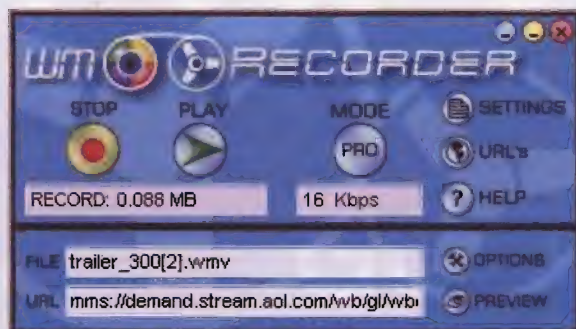 WM RECORDER
STOP PLAY MODE SETTINGS
PRO URL's
RECORD: 0.088 MB 16 Kbps ? HELP
FILE trailer_300[2].wmv OPTIONS
URL mms://demand.stream.aol.com/wb/gl/wb PREVIEW